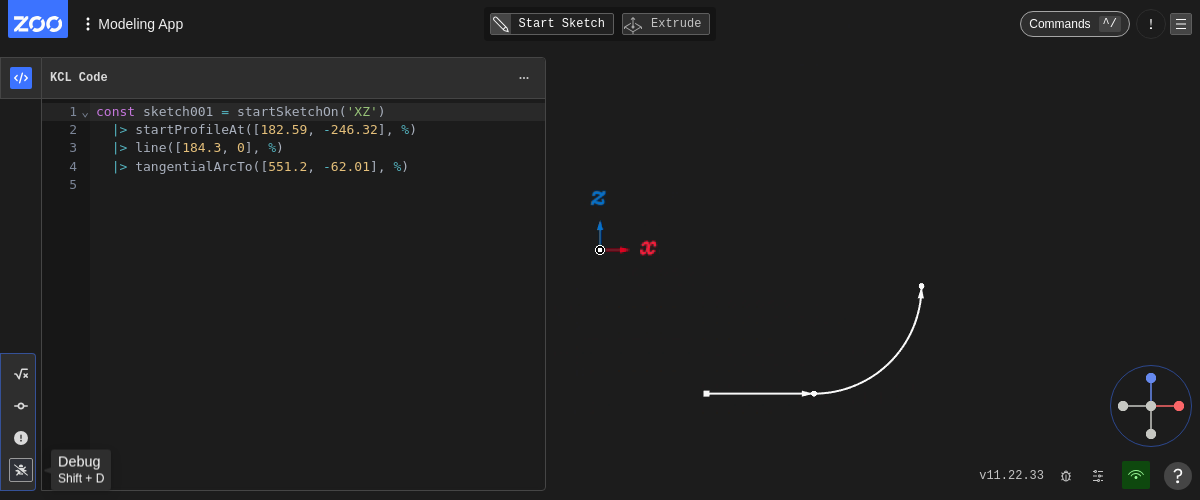 ZOO
Modeling App
Start Sketch
Extrude
Commands ^/
!
KCL Code
...
1 const sketch001 = startSketchOn('XZ')
2 |> startProfileAt([182.59, -246.32], %)
3 |> line([184.3, 0], %)
4 |> tangentialArcTo([551.2, -62.01], %)
5
z
x
√x
Debug
Shift + D
v11.22.33
?